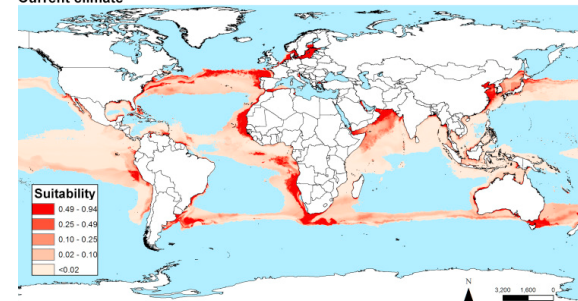 Current climate
Suitability
0.49 - 0.94
0.25 - 0.49
0.10 - 0.25
0.02 - 0.10
<0.02
N
3,200 1,600 0